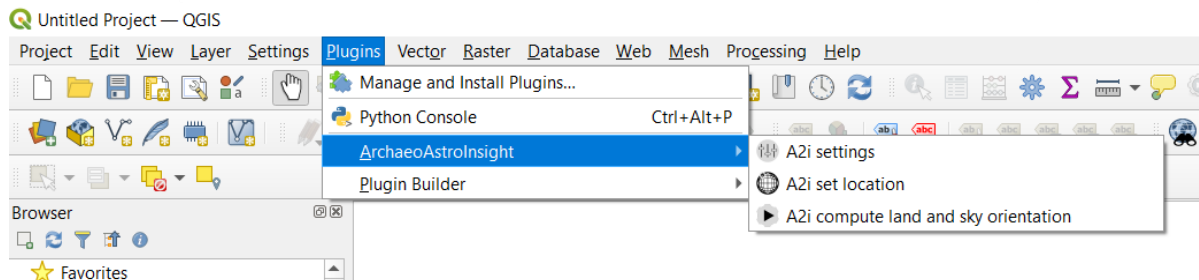 Untitled Project — QGIS
Project Edit View Layer Settings Plugins Vector Raster Database Web Mesh Processing Help
Manage and Install Plugins...
Python Console Ctrl+Alt+P
ArchaeoAstroInsight
A2i settings
Plugin Builder
A2i set location
A2i compute land and sky orientation
Browser
Favorites